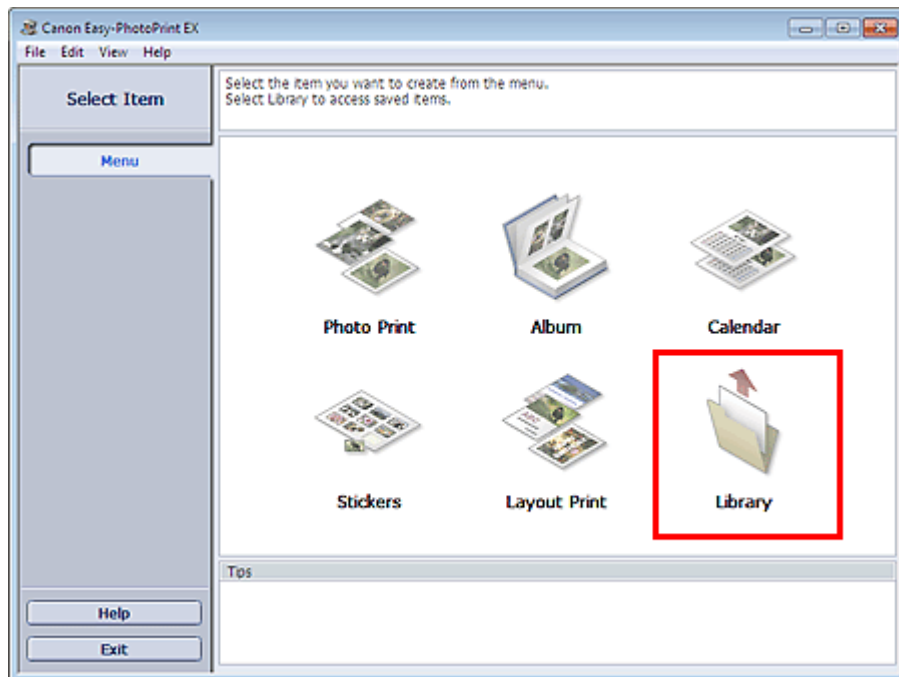 Canon Easy-PhotoPrint EX
File Edit View Help
Select Item
Select the item you want to create from the menu.
Select Library to access saved items.
Menu
Photo Print
Album
Calendar
Stickers
Layout Print
Library
Tips
Help
Exit